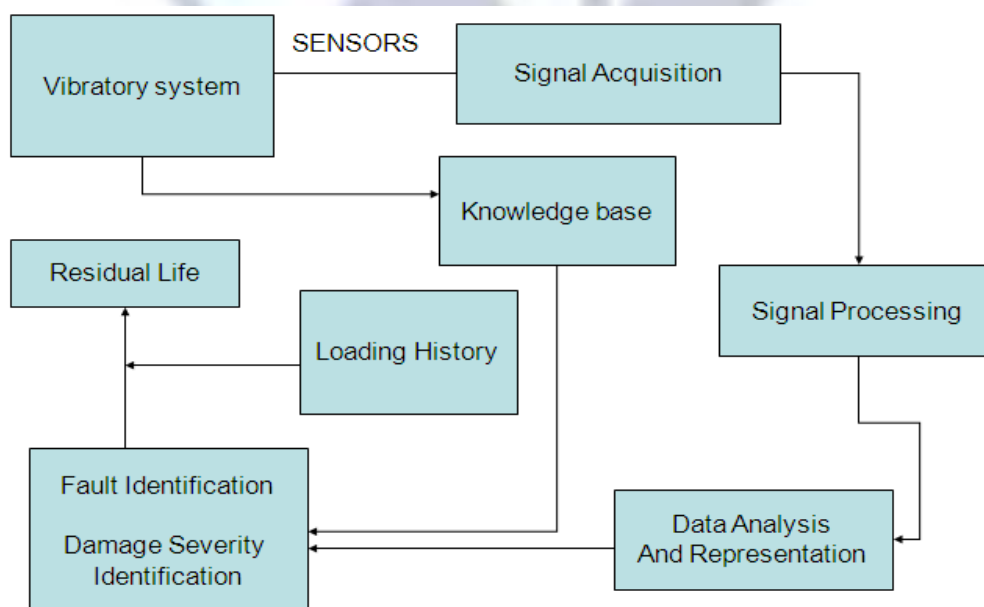 SENSORS
Vibratory system
Signal Acquisition
Knowledge base
Residual Life
Signal Processing
Loading History
Fault Identification
Damage Severity
Identification
Data Analysis
And Representation